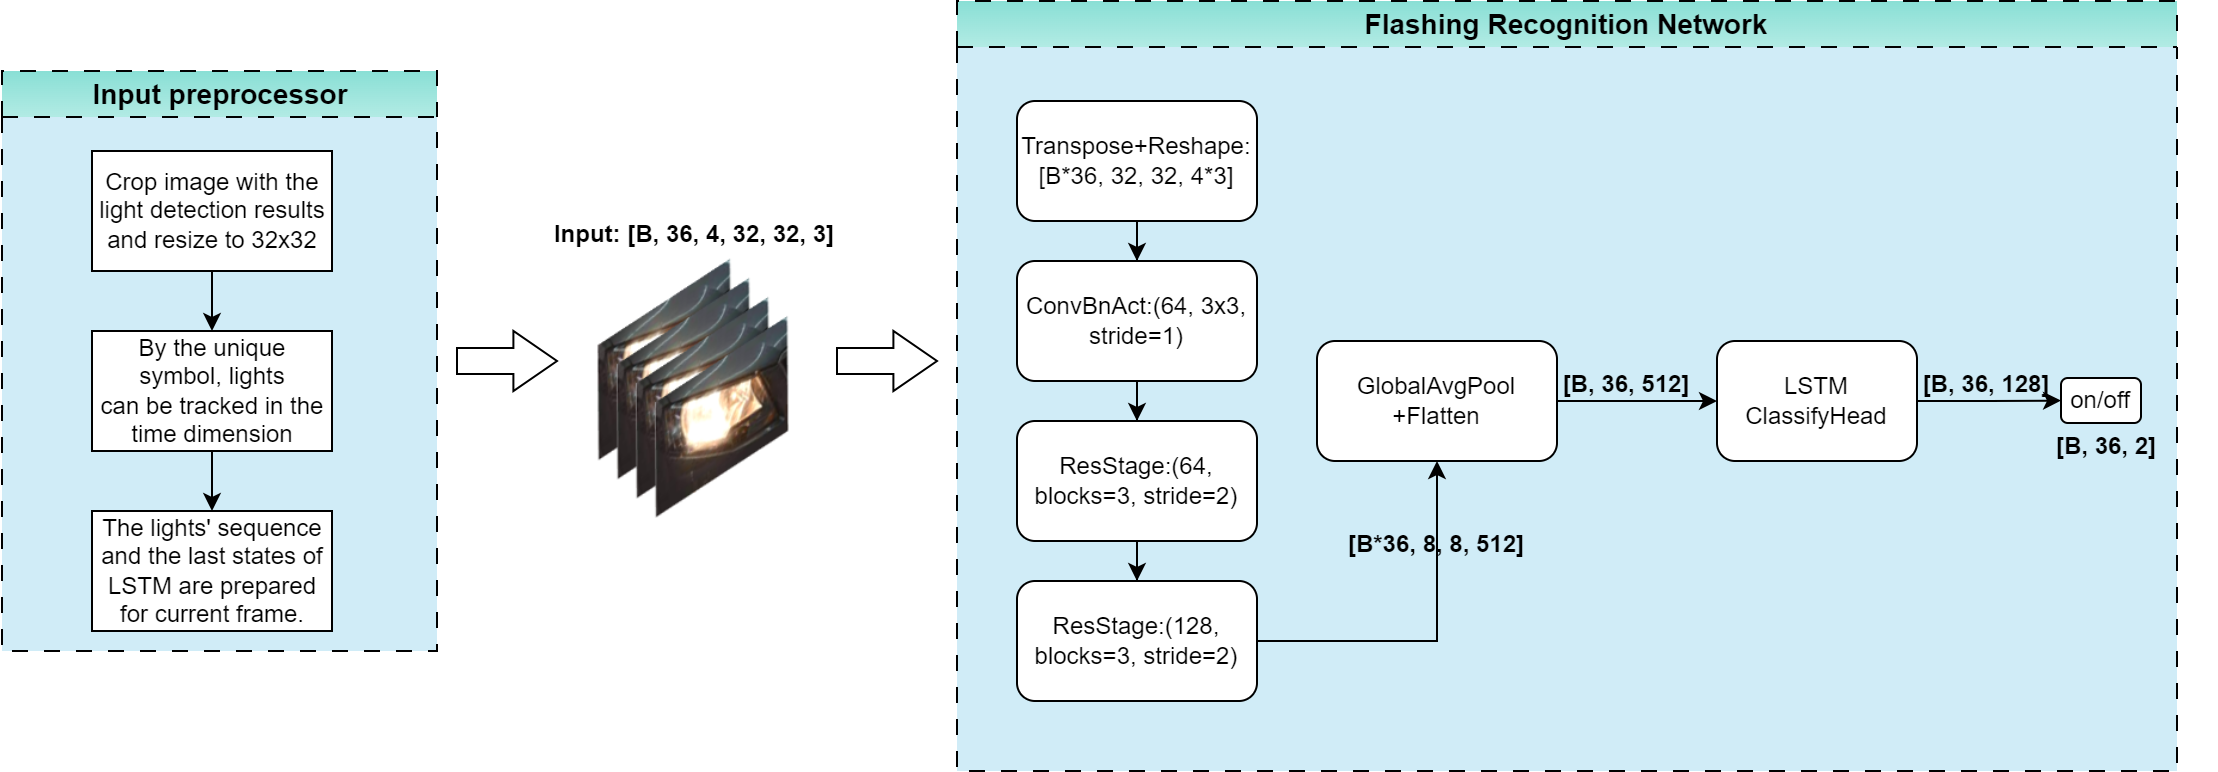 Input preprocessor
Crop image with the
light detection results
and resize to 32x32
By the unique
symbol, lights
can be tracked in the
time dimension
The lights' sequence
and the last states of
LSTM are prepared
for current frame.
Input: [B, 36, 4, 32, 32, 3]
Flashing Recognition Network
Transpose+Reshape:
[B*36, 32, 32, 4*3]
ConvBnAct:(64, 3x3,
stride=1)
ResStage:(64,
blocks=3, stride=2)
ResStage:(128,
blocks=3, stride=2)
[B*36, 8, 8, 512]
GlobalAvgPool
+Flatten
[B, 36, 512]
LSTM
ClassifyHead
[B, 36, 128]
on/off
[B, 36, 2]